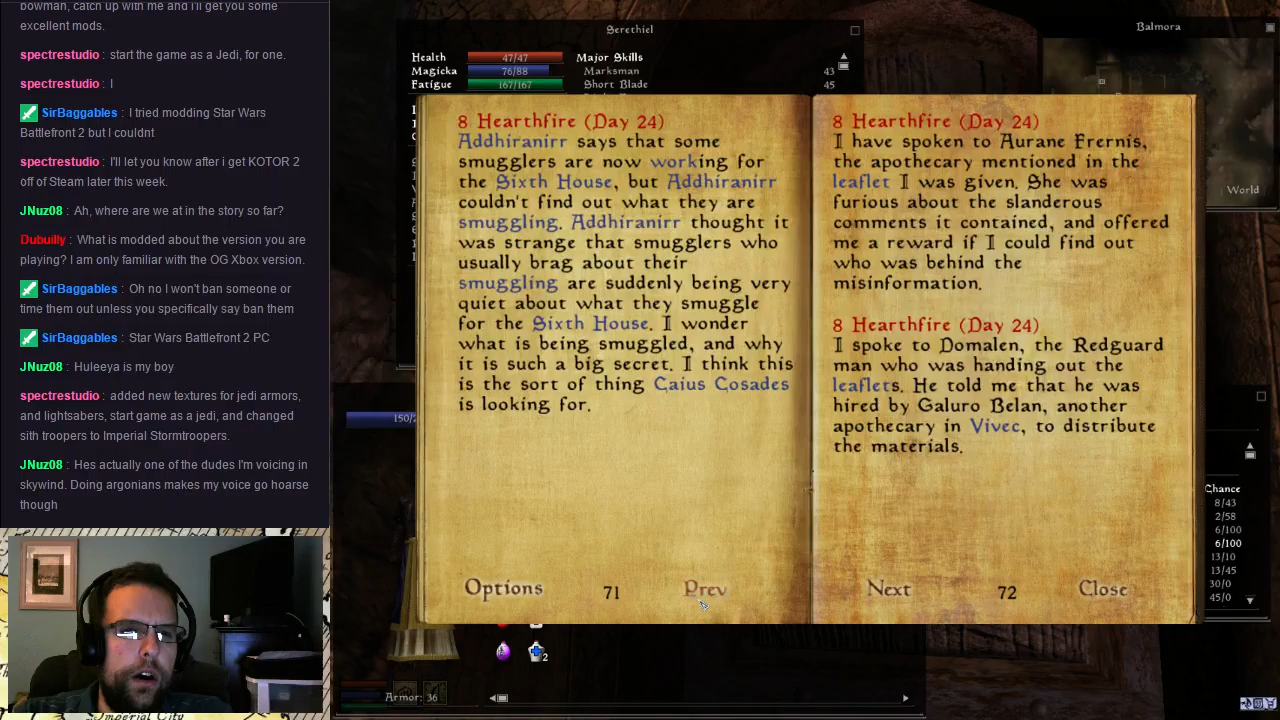 bowman, catch up with me and I'll get you some
excellent mods.
spectrestudio : start the game as a Jedi, for one.
spectrestudio : I
SirBaggables : I tried modding Star Wars
Battlefront 2 but I couldnt
spectrestudio : I'll let you know after i get KOTOR 2
off of Steam later this week.
JNuz08 : Ah, where are we at in the story so far?
Dubuilly : What is modded about the version you are
playing? I am only familiar with the OG Xbox version.
SirBaggables : Oh no I won't ban someone or
time them out unless you specifically say ban them
SirBaggables : Star Wars Battlefront 2 PC
JNuz08 : Huleeya is my boy
spectrestudio : added new textures for jedi armors,
and lightsabers, start game as a jedi, and changed
sith troopers to Imperial Stormtroopers.
JNuz08 : Hes actually one of the dudes I'm voicing in
skywind. Doing argonians makes my voice go hoarse
though
Serethiel
Health 47/47
Magicka 76/88
Fatigue 167/167
Major Skills
Marksman 43
Short Blade 45
Balmora
World
8 Hearthfire (Day 24)
Addhiranirr says that some
smugglers are now working for
the Sixth House, but Addhiranirr
couldn't find out what they are
smuggling. Addhiranirr thought it
was strange that smugglers who
usually brag about their
smuggling are suddenly being very
quiet about what they smuggle
for the Sixth House. I wonder
what is being smuggled, and why
it is such a big secret. I think this
is the sort of thing Caius Cosades
is looking for.
Options
71
Prev
8 Hearthfire (Day 24)
I have spoken to Aurane Frernis,
the apothecary mentioned in the
leaflet I was given. She was
furious about the slanderous
comments it contained, and offered
me a reward if I could find out
who was behind the
misinformation.
8 Hearthfire (Day 24)
I spoke to Domalen, the Redguard
man who was handing out the
leaflets. He told me that he was
hired by Galuro Belan, another
apothecary in Vivec, to distribute
the materials.
Next
72
Close
150/2
Chance
8/43
2/58
6/100
6/100
13/10
13/45
30/0
45/0
2
Armor: 36
Imperial City